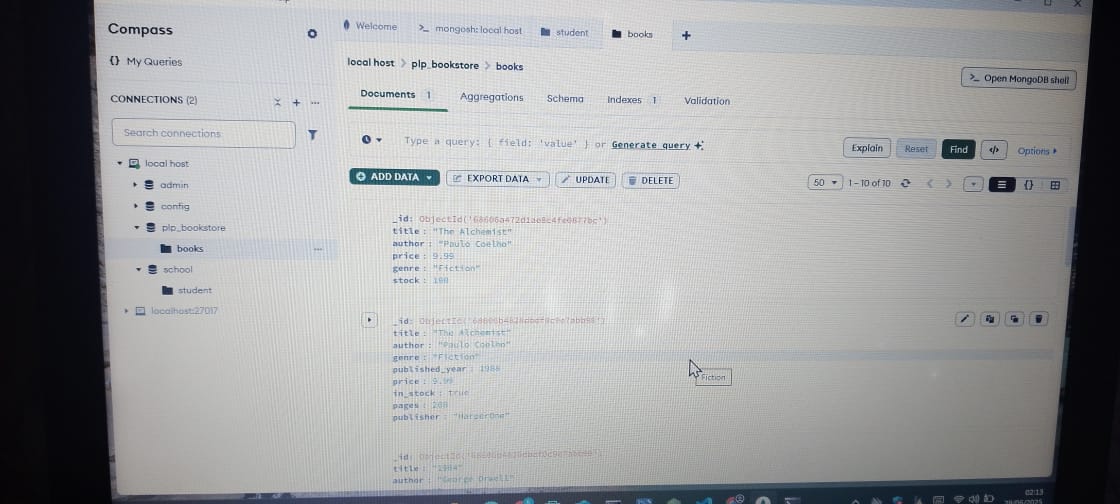 Compass
Welcome
mongosh: local host
student
books
My Queries
local host > plp_bookstore > books
Open MongoDB shell
CONNECTIONS (2)
Documents 1
Aggregations
Schema
Indexes 1
Validation
Search connections
Type a query: { field: 'value' } or Generate query
Explain
Reset
Find
Options
local host
admin
config
plp_bookstore
books
school
student
localhost:27017
ADD DATA
EXPORT DATA
UPDATE
DELETE
50
1-10 of 10
_id: ObjectId(
title : "The Alchemist"
author : "Paulo Coelho"
price : 9.99
genre : "Fiction"
stock : 100
_id: ObjectId(
title : "The Alchemist"
author : "Paulo Coelho"
genre : "Fiction"
published_year : 1988
price : 9.99
in_stock : true
pages : 208
publisher : "HarperOne"
Fiction
_id: ObjectId(
title : "1984"
author : "George Orwell"
02:13